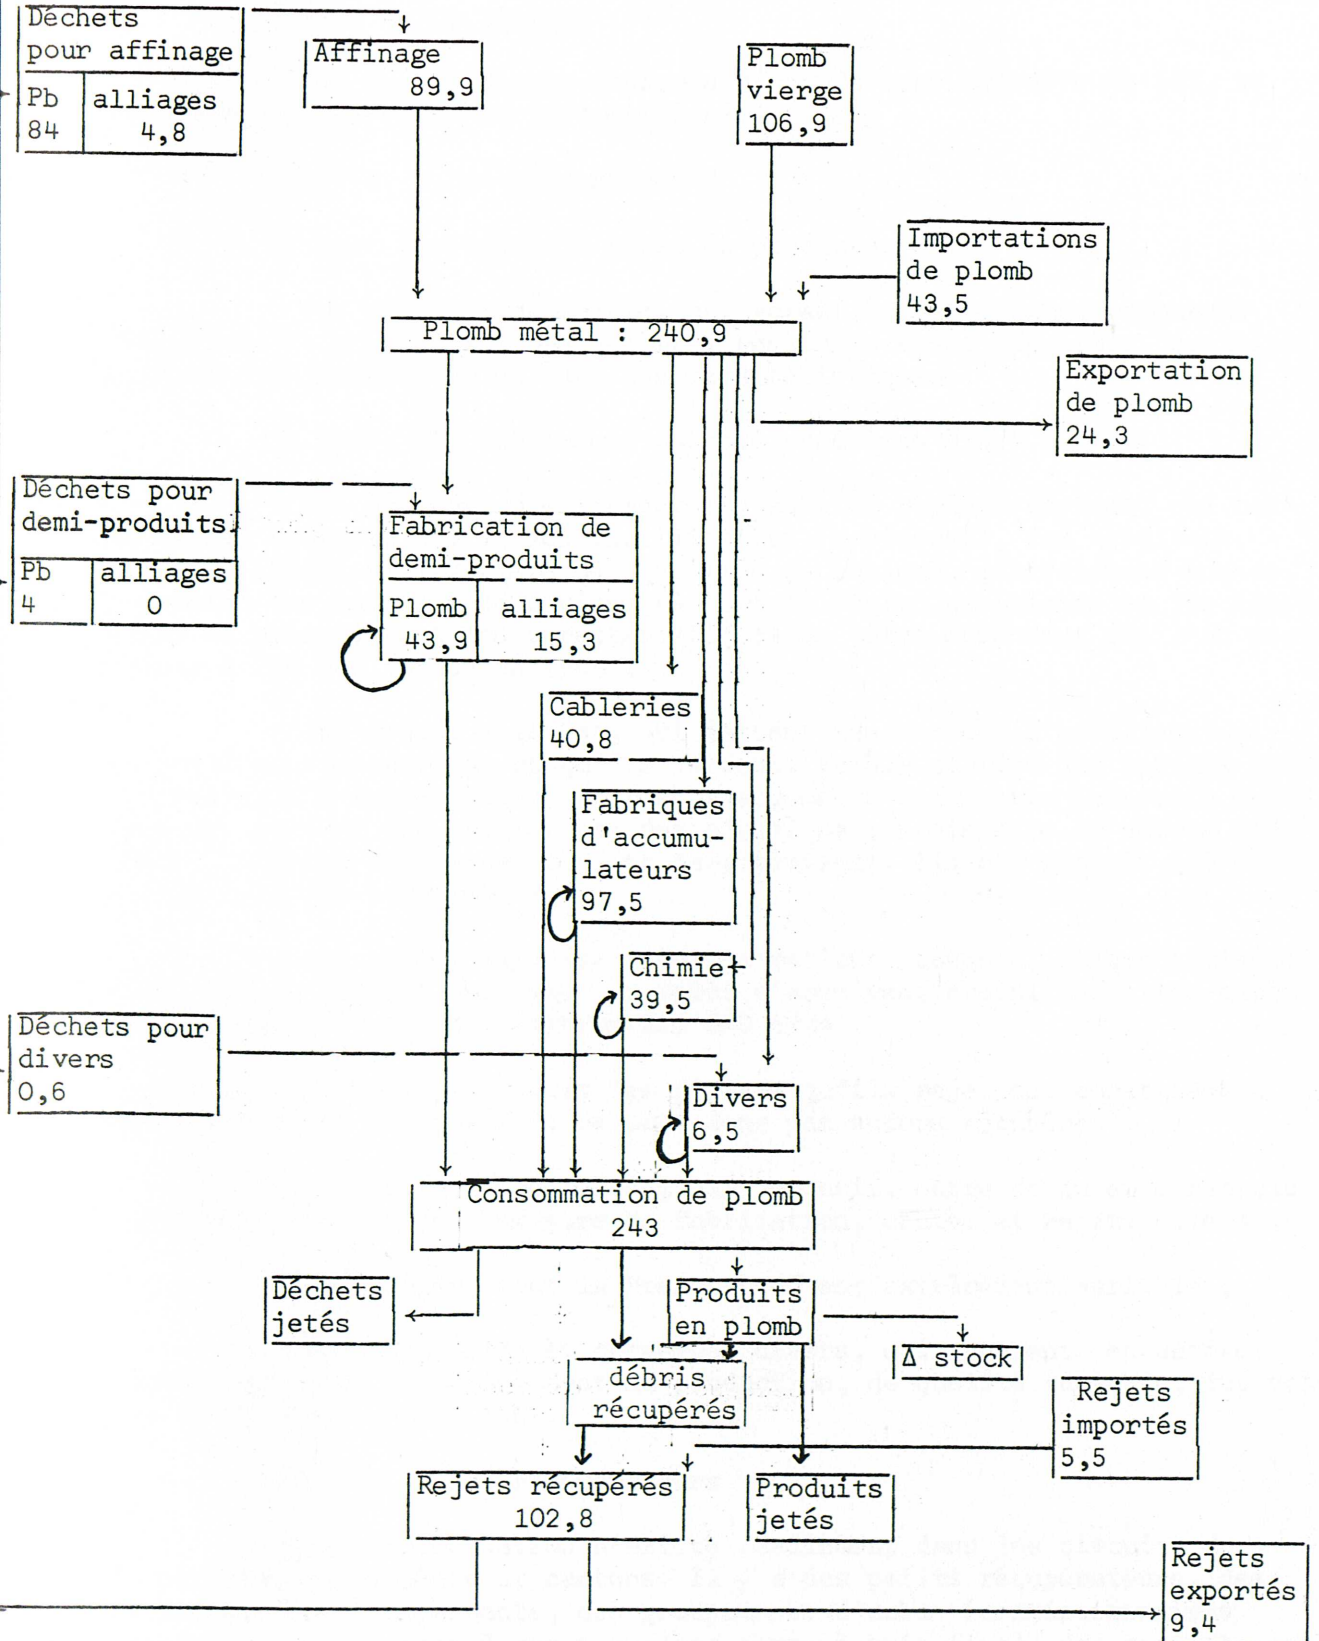 Déchets
pour affinage
Pb
alliages
84
4,8
Affinage
89,9
Plomb
vierge
106,9
Importations
de plomb
43,5
Plomb métal : 240,9
Exportation
de plomb
24,3
Déchets pour
demi-produits
Pb
alliages
4
0
Fabrication de
demi-produits
Plomb
alliages
43,9
15,3
Cableries
40,8
Fabriques
d'accumu-
lateurs
97,5
Chimie
39,5
Déchets pour
divers
0,6
Divers
6,5
Consommation de plomb
243
Déchets
jetés
Produits
en plomb
Δ stock
débris
récupérés
Rejets
importés
5,5
Rejets récupérés
102,8
Produits
jetés
Rejets
exportés
9,4